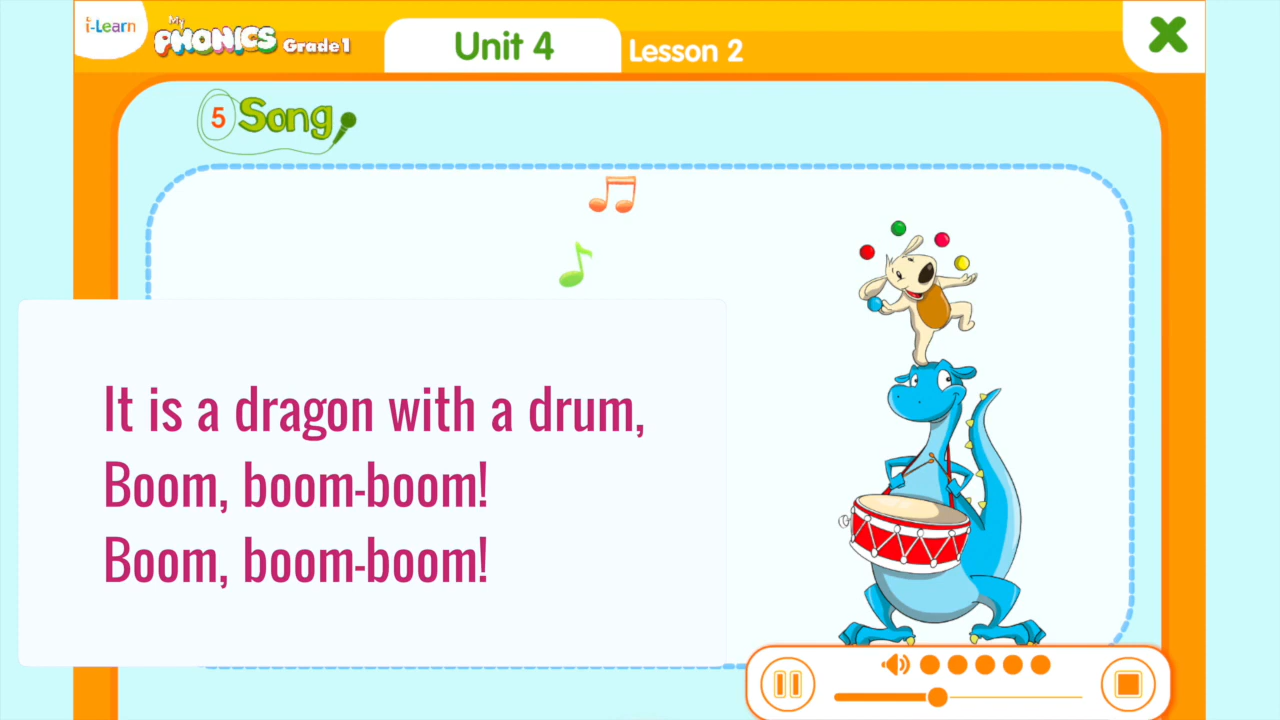 i-Learn
My
PHONICS Grade 1
Unit 4
Lesson 2
5 Song
It is a dragon with a drum,
Boom, boom-boom!
Boom, boom-boom!